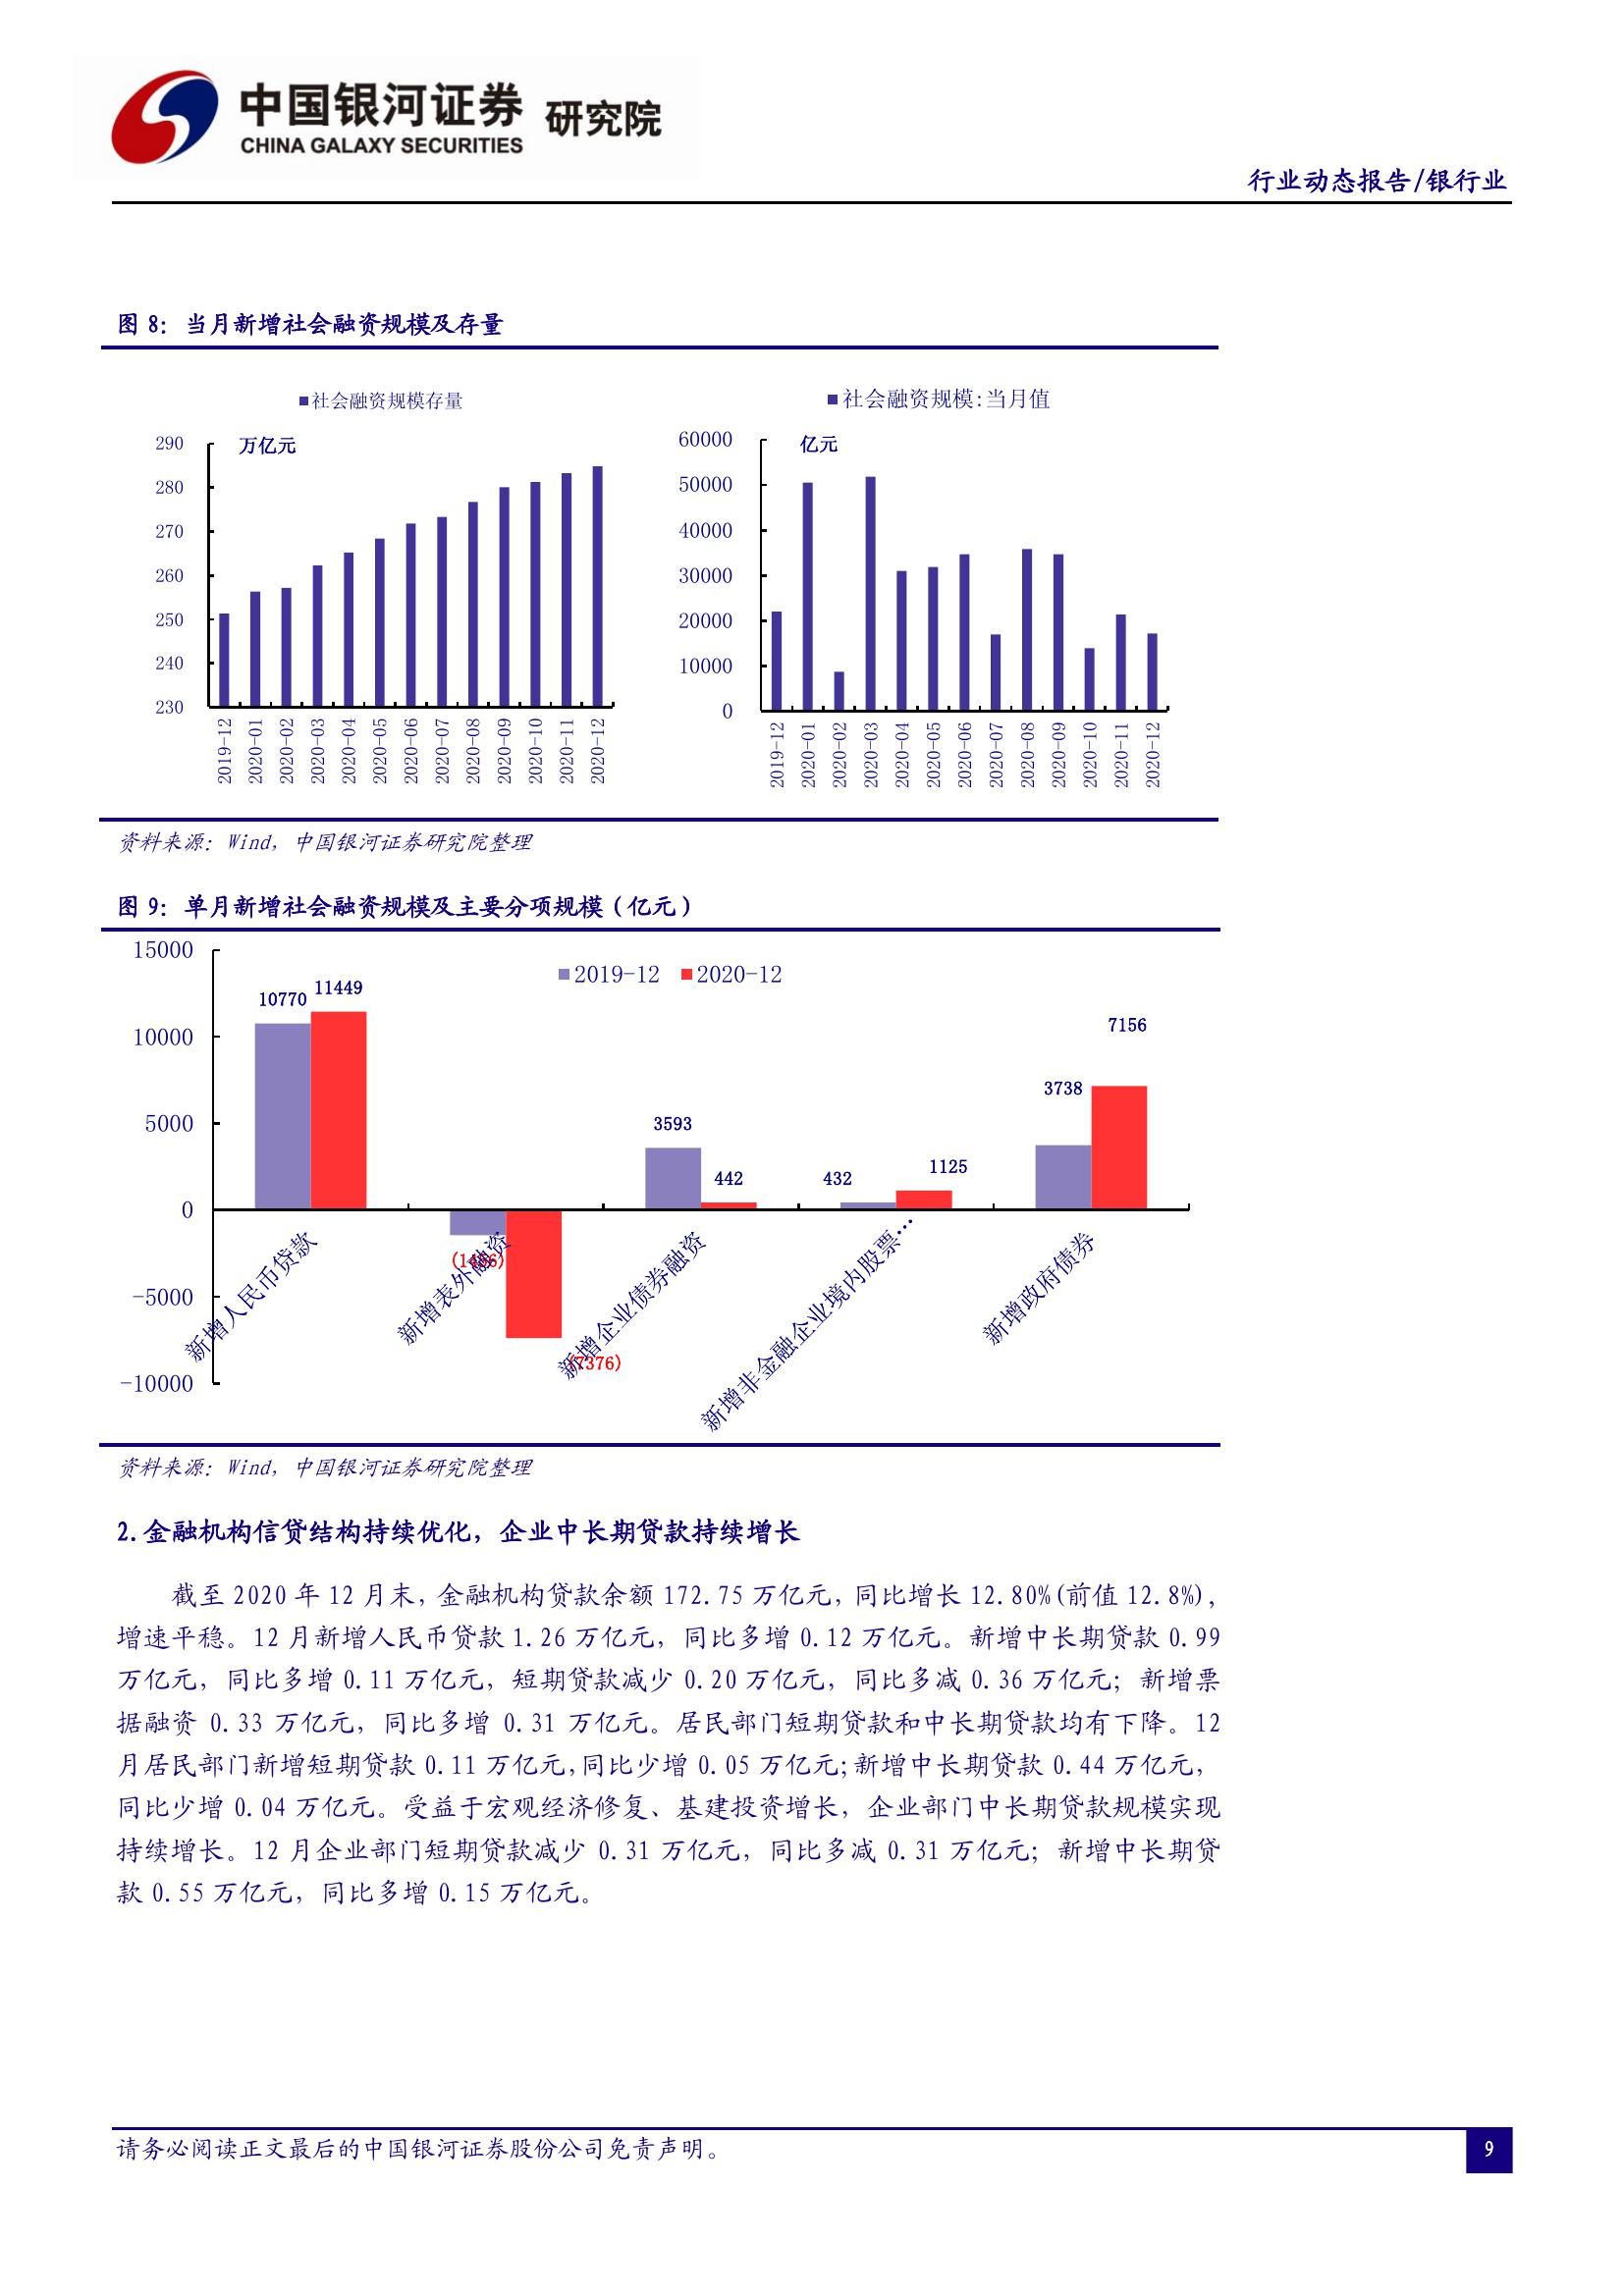 中国银河证券 研究院
CHINA GALAXY SECURITIES
行业动态报告/银行业
图 8：当月新增社会融资规模及存量
社会融资规模存量
万亿元
290
280
270
260
250
240
230
2019-12
2020-01
2020-02
2020-03
2020-04
2020-05
2020-06
2020-07
2020-08
2020-09
2020-10
2020-11
2020-12
社会融资规模:当月值
亿元
60000
50000
40000
30000
20000
10000
0
2019-12
2020-01
2020-02
2020-03
2020-04
2020-05
2020-06
2020-07
2020-08
2020-09
2020-10
2020-11
2020-12
资料来源：Wind，中国银河证券研究院整理
图 9：单月新增社会融资规模及主要分项规模（亿元）
2019-12 2020-12
15000
10000
5000
0
-5000
-10000
10770 11449
3593 442
432 1125
3738 7156
(7376)
新增人民币贷款
新增表外融资
新增企业债券融资
新增非金融企业境内股票…
新增政府债券
资料来源：Wind，中国银河证券研究院整理
2.金融机构信贷结构持续优化，企业中长期贷款持续增长
截至 2020 年 12 月末，金融机构贷款余额 172.75 万亿元，同比增长 12.80%(前值 12.8%)，
增速平稳。12 月新增人民币贷款 1.26 万亿元，同比多增 0.12 万亿元。新增中长期贷款 0.99
万亿元，同比多增 0.11 万亿元，短期贷款减少 0.20 万亿元，同比多减 0.36 万亿元；新增票
据融资 0.33 万亿元，同比多增 0.31 万亿元。居民部门短期贷款和中长期贷款均有下降。12
月居民部门新增短期贷款 0.11 万亿元,同比少增 0.05 万亿元;新增中长期贷款 0.44 万亿元，
同比少增 0.04 万亿元。受益于宏观经济修复、基建投资增长，企业部门中长期贷款规模实现
持续增长。12 月企业部门短期贷款减少 0.31 万亿元，同比多减 0.31 万亿元；新增中长期贷
款 0.55 万亿元，同比多增 0.15 万亿元。
请务必阅读正文最后的中国银河证券股份公司免责声明。
9